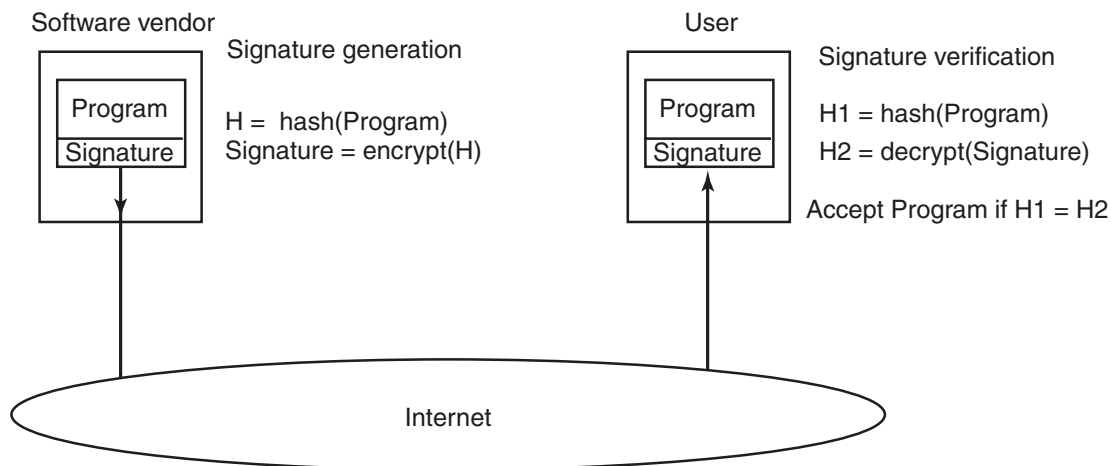 Software vendor
Signature generation
Program
Signature
H = hash(Program)
Signature = encrypt(H)
User
Signature verification
Program
Signature
H1 = hash(Program)
H2 = decrypt(Signature)
Accept Program if H1 = H2
Internet